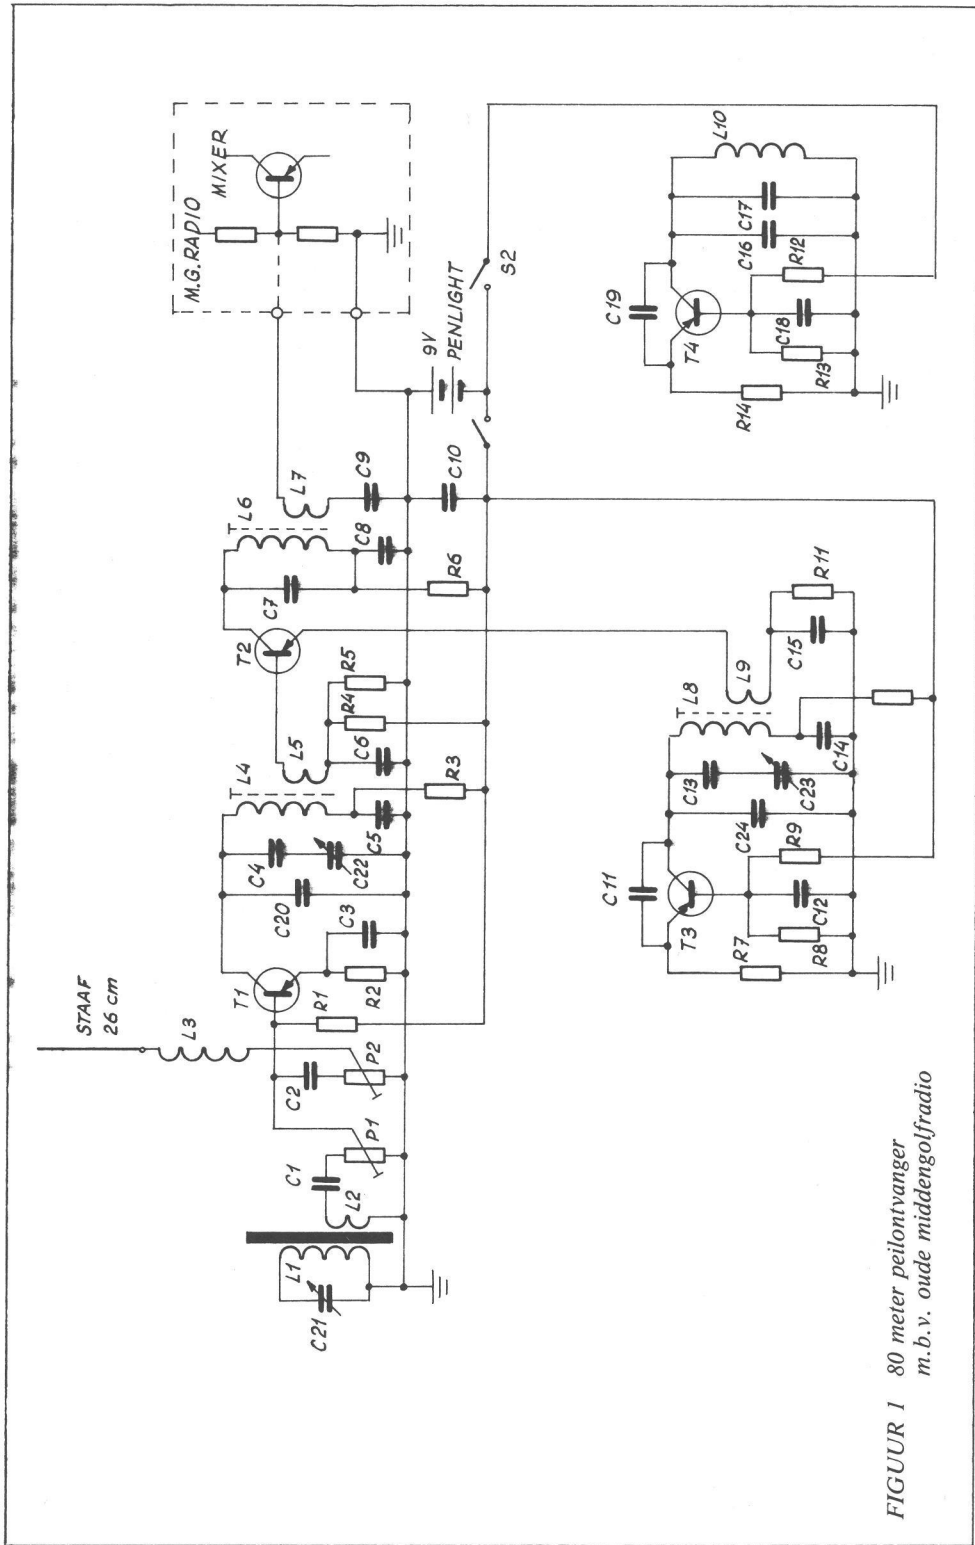 STAAF
26 cm
L3
M.G. RADIO
MIXER
C21
L1
L2
C1
P1
C2
P2
R1
T1
R2
C3
C20
C4
C22
L4
C5
R3
L5
C6
R4
R5
T2
C7
L6
C8
R6
L7
C9
C10
9V
PENLIGHT
S2
C11
T3
R7
R8
C12
R9
C24
C13
C23
L8
C14
L9
C15
R11
C19
T4
R14
R13
C18
R12
C16
C17
L10
FIGUUR 1 80 meter peilontvanger
m.b.v. oude middengolfradio